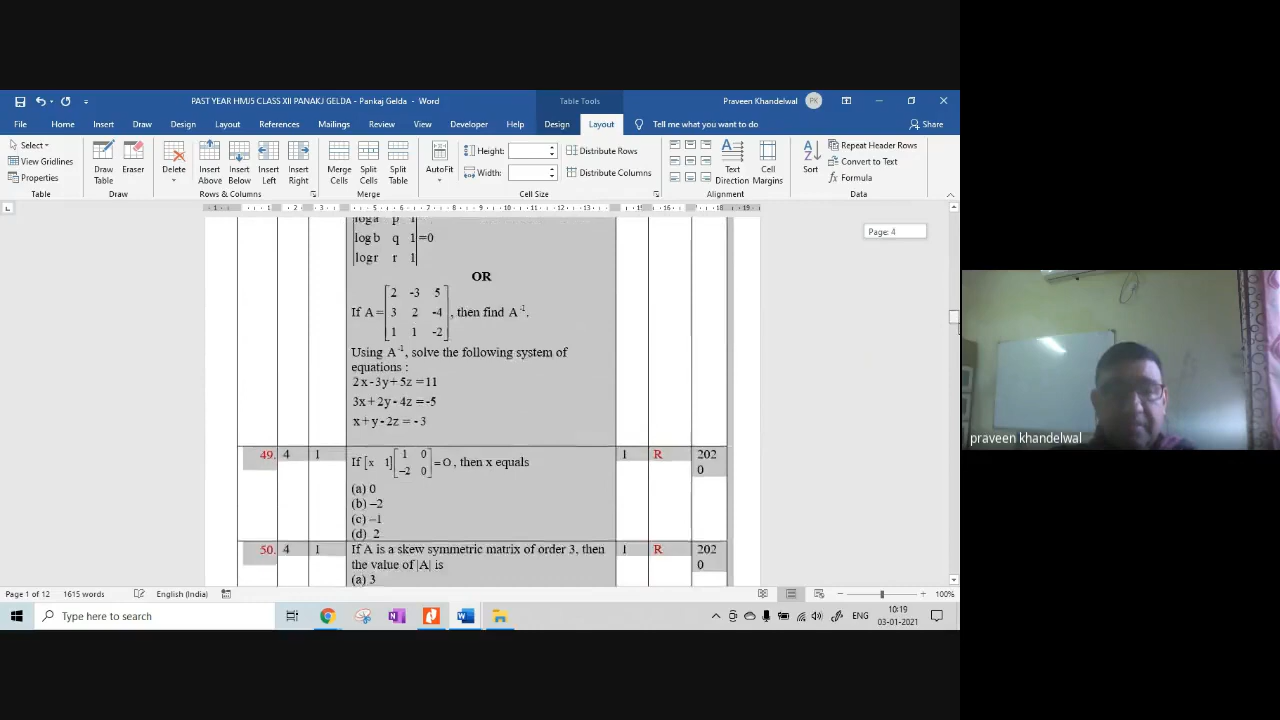 PAST YEAR HMJ5 CLASS XII PANAKJ GELDA - Pankaj Gelda - Word
Table Tools
Praveen Khandelwal
PK
File Home Insert Draw Design Layout References Mailings Review View Developer Help Design Layout Tell me what you want to do Share
Select
View Gridlines
Properties
Table
Draw Table
Eraser
Draw
Delete
Insert Above
Insert Below
Insert Left
Insert Right
Rows & Columns
Merge Cells
Split Cells
Split Table
Merge
AutoFit
Height:
Width:
Distribute Rows
Distribute Columns
Cell Size
Text Direction
Cell Margins
Alignment
Sort
Repeat Header Rows
Convert to Text
Formula
Data
Page: 4
log a p 1
log b q 1 =0
log r r 1
OR
2 -3 5
If A = 3 2 -4 , then find A⁻¹.
1 1 -2
Using A⁻¹, solve the following system of
equations :
2x-3y+5z =11
3x+2y-4z =-5
x+y-2z = -3
49. 4 1 If [x 1] [1 0; –2 0] = O, then x equals 1 R 202
0
(a) 0
(b) –2
(c) –1
(d) 2
50. 4 1 If A is a skew symmetric matrix of order 3, then 1 R 202
the value of |A| is 0
(a) 3
praveen khandelwal
Page 1 of 12 1615 words English (India) 100%
Type here to search
ENG
10:19
03-01-2021